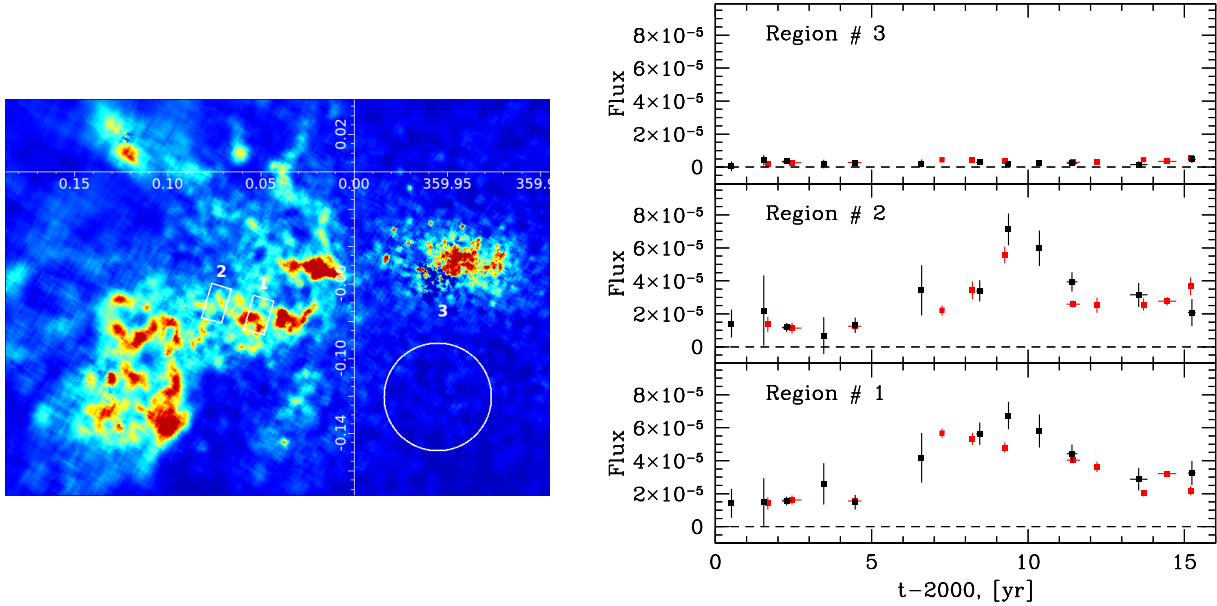 0.02
0.15 0.10 0.05 0.00 359.95 359.9
2
1
-0.06
3
-0.10
-0.14
Region # 3
8×10⁻⁵
6×10⁻⁵
4×10⁻⁵
2×10⁻⁵
0
Flux
Region # 2
8×10⁻⁵
6×10⁻⁵
4×10⁻⁵
2×10⁻⁵
0
Flux
Region # 1
8×10⁻⁵
6×10⁻⁵
4×10⁻⁵
2×10⁻⁵
0
Flux
0 5 10 15
t-2000, [yr]